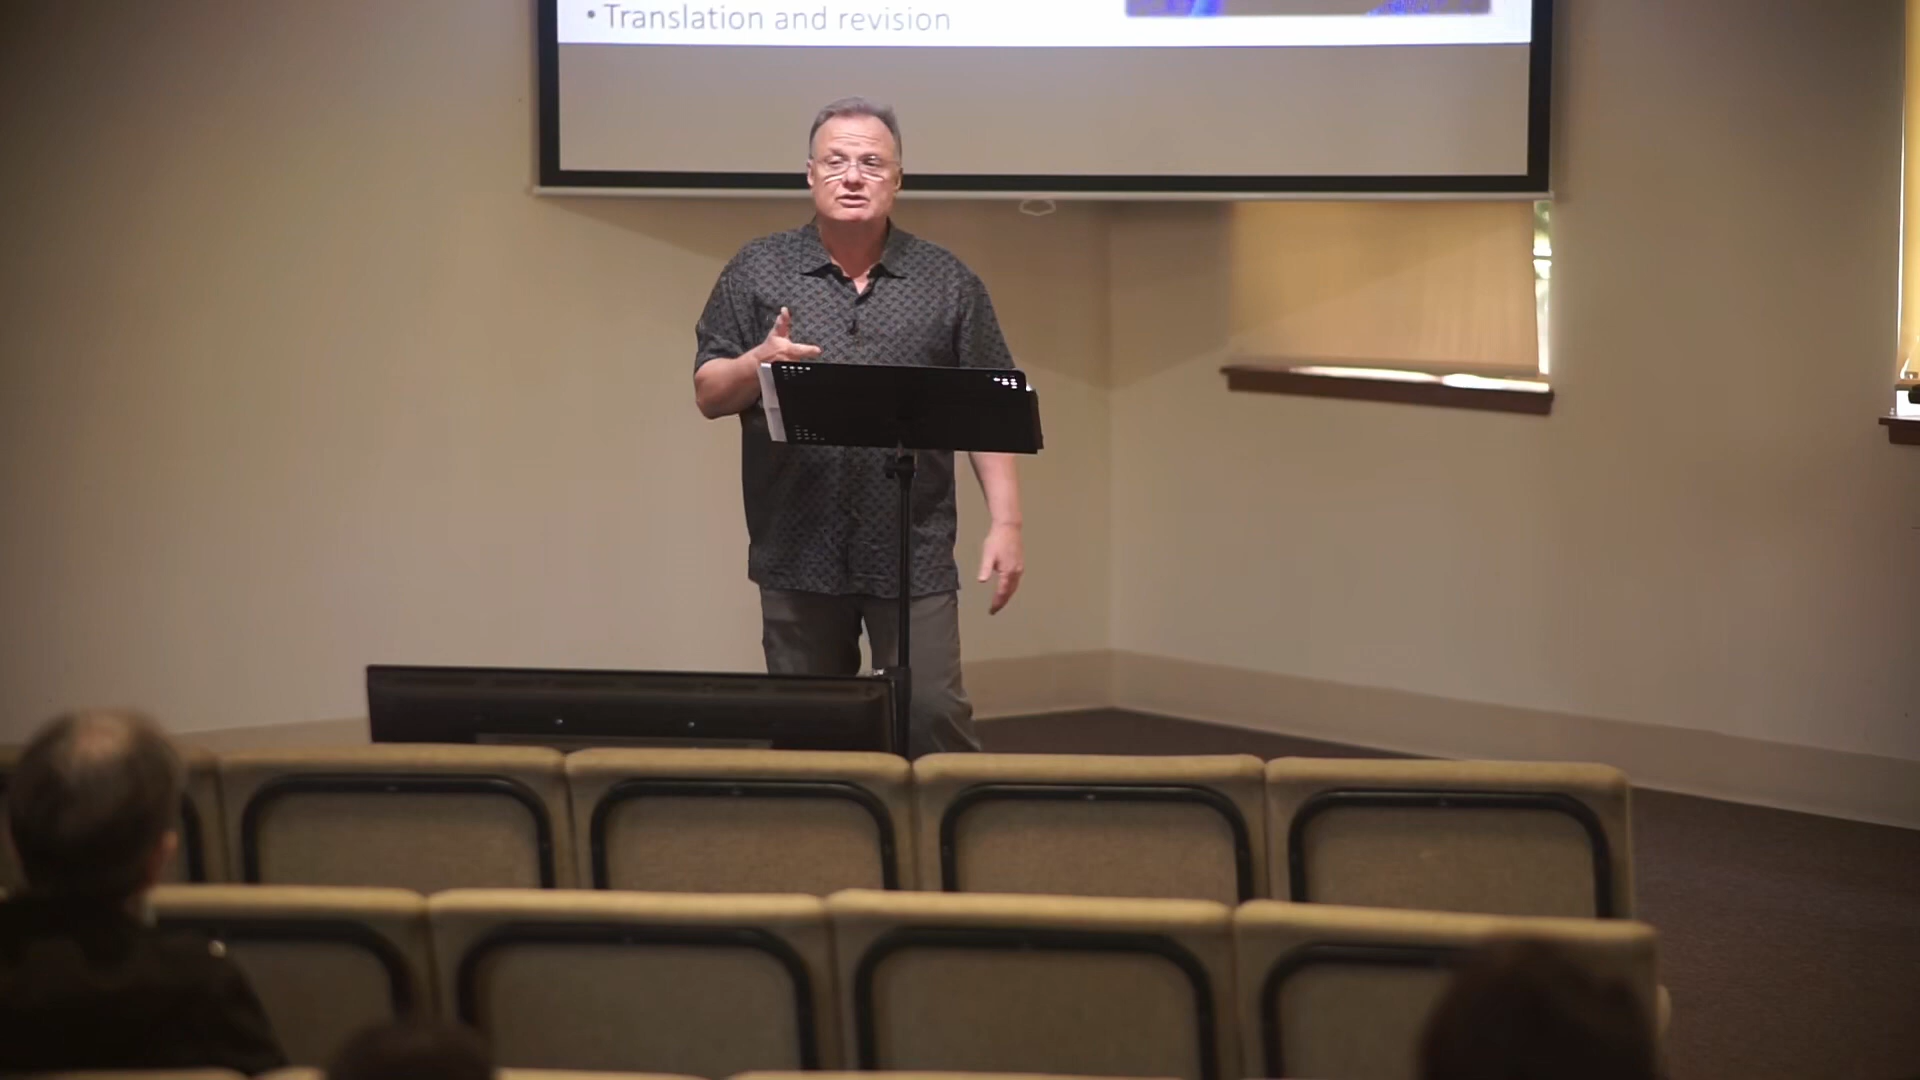 • Translation and revision